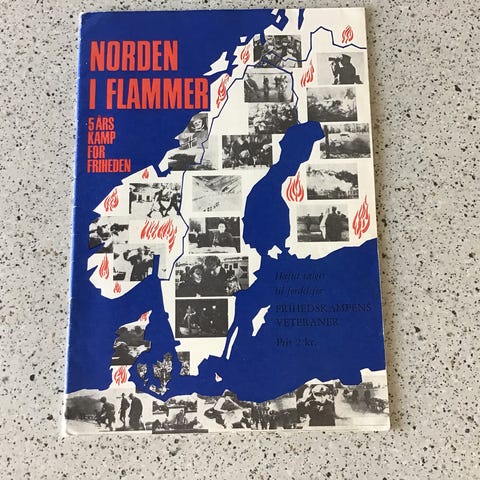 NORDEN
I FLAMMER
5 ÅRS
KAMP
FOR
FRIHEDEN
Hæftet sælges
til fordel for
FRIHEDSKAMPENS
VETERANER
Pris 2 kr.